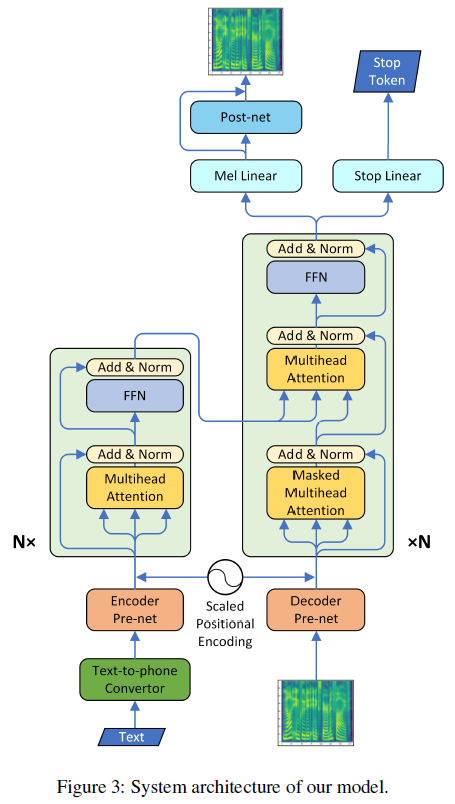 Stop
Token
Post-net
Mel Linear
Stop Linear
Add & Norm
FFN
Add & Norm
Multihead
Attention
Add & Norm
Masked
Multihead
Attention
×N
Add & Norm
FFN
Add & Norm
Multihead
Attention
N×
Scaled
Positional
Encoding
Encoder
Pre-net
Decoder
Pre-net
Text-to-phone
Convertor
Text
Figure 3: System architecture of our model.